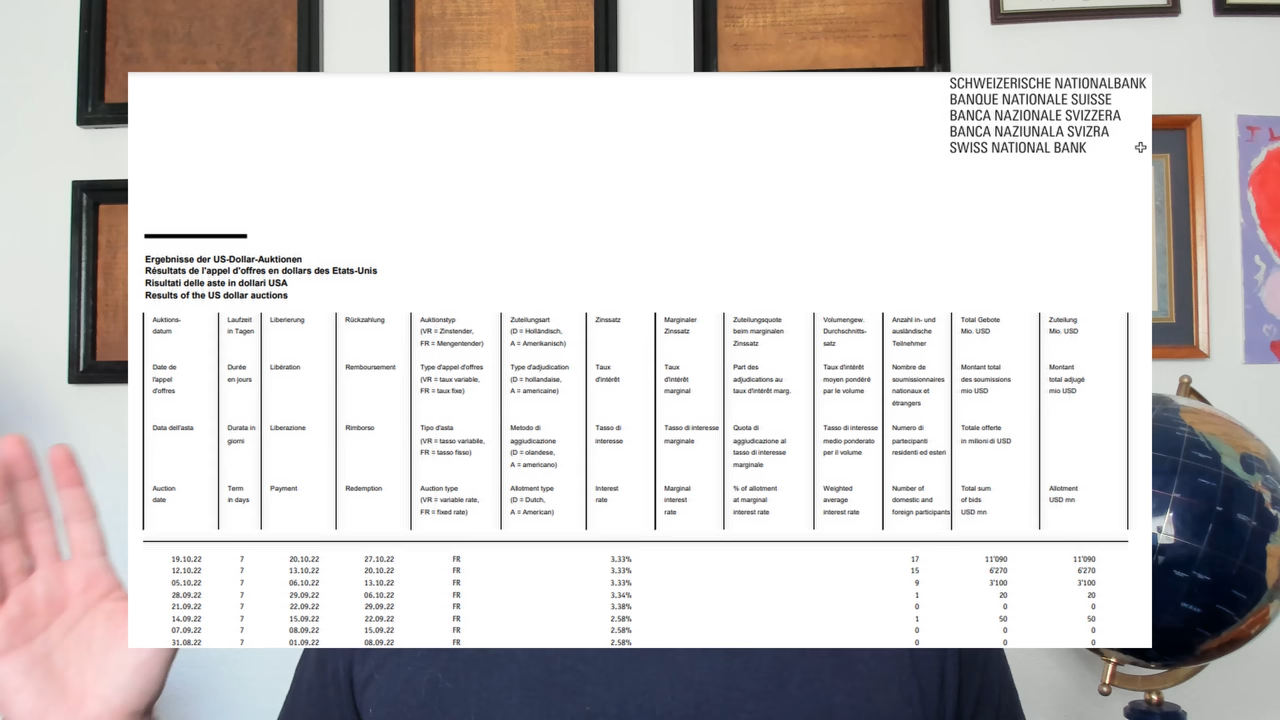 SCHWEIZERISCHE NATIONALBANK
BANQUE NATIONALE SUISSE
BANCA NAZIONALE SVIZZERA
BANCA NAZIUNALA SVIZRA
SWISS NATIONAL BANK
Ergebnisse der US-Dollar-Auktionen
Résultats de l'appel d'offres en dollars des Etats-Unis
Risultati delle aste in dollari USA
Results of the US dollar auctions
Auktions- Laufzeit Liberierung Rückzahlung Auktionstyp Zuteilungsart Zinssatz Marginaler Zuteilungsquote Volumengew. Anzahl in- und Total Gebote Zuteilung
datum in Tagen (VR = Zinstender, (D = Holländisch, Zinssatz beim marginalen Durchschnitts- ausländische Mio. USD Mio. USD
FR = Mengentender) A = Amerikanisch) Zinssatz satz Teilnehmer
Date de Durée Libération Remboursement Type d'appel d'offres Type d'adjudication Taux Taux Part des Taux d'intérêt Nombre de Montant total Montant
l'appel en jours (VR = taux variable, (D = hollandaise, d'intérêt d'intérêt adjudications au moyen pondéré soumissionnaires des soumissions total adjugé
d'offres FR = taux fixe) A = americaine) marginal taux d'intérêt marg. par le volume nationaux et mio USD mio USD
étrangers
Data dell'asta Durata in Liberazione Rimborso Tipo d'asta Metodo di Tasso di Tasso di interesse Quota di Tasso di interesse Numero di Totale offerte
giorni (VR = tasso variabile, aggiudicazione interesse marginale aggiudicazione al medio ponderato partecipanti in milioni di USD
FR = tasso fisso) (D = olandese, tasso di interesse per il volume residenti ed esteri
A = americano) marginale
Auction Term Payment Redemption Auction type Allotment type Interest Marginal % of allotment Weighted Number of Total sum Allotment
date in days (VR = variable rate, (D = Dutch, rate interest at marginal average domestic and of bids USD mn
FR = fixed rate) A = American) rate interest rate interest rate foreign participants USD mn
19.10.22 7 20.10.22 27.10.22 FR 3.33% 17 11'090 11'090
12.10.22 7 13.10.22 20.10.22 FR 3.33% 15 6'270 6'270
05.10.22 7 06.10.22 13.10.22 FR 3.33% 9 3'100 3'100
28.09.22 7 29.09.22 06.10.22 FR 3.34% 1 20 20
21.09.22 7 22.09.22 29.09.22 FR 3.38% 0 0 0
14.09.22 7 15.09.22 22.09.22 FR 2.58% 1 50 50
07.09.22 7 08.09.22 15.09.22 FR 2.58% 0 0 0
31.08.22 7 01.09.22 08.09.22 FR 2.58% 0 0 0